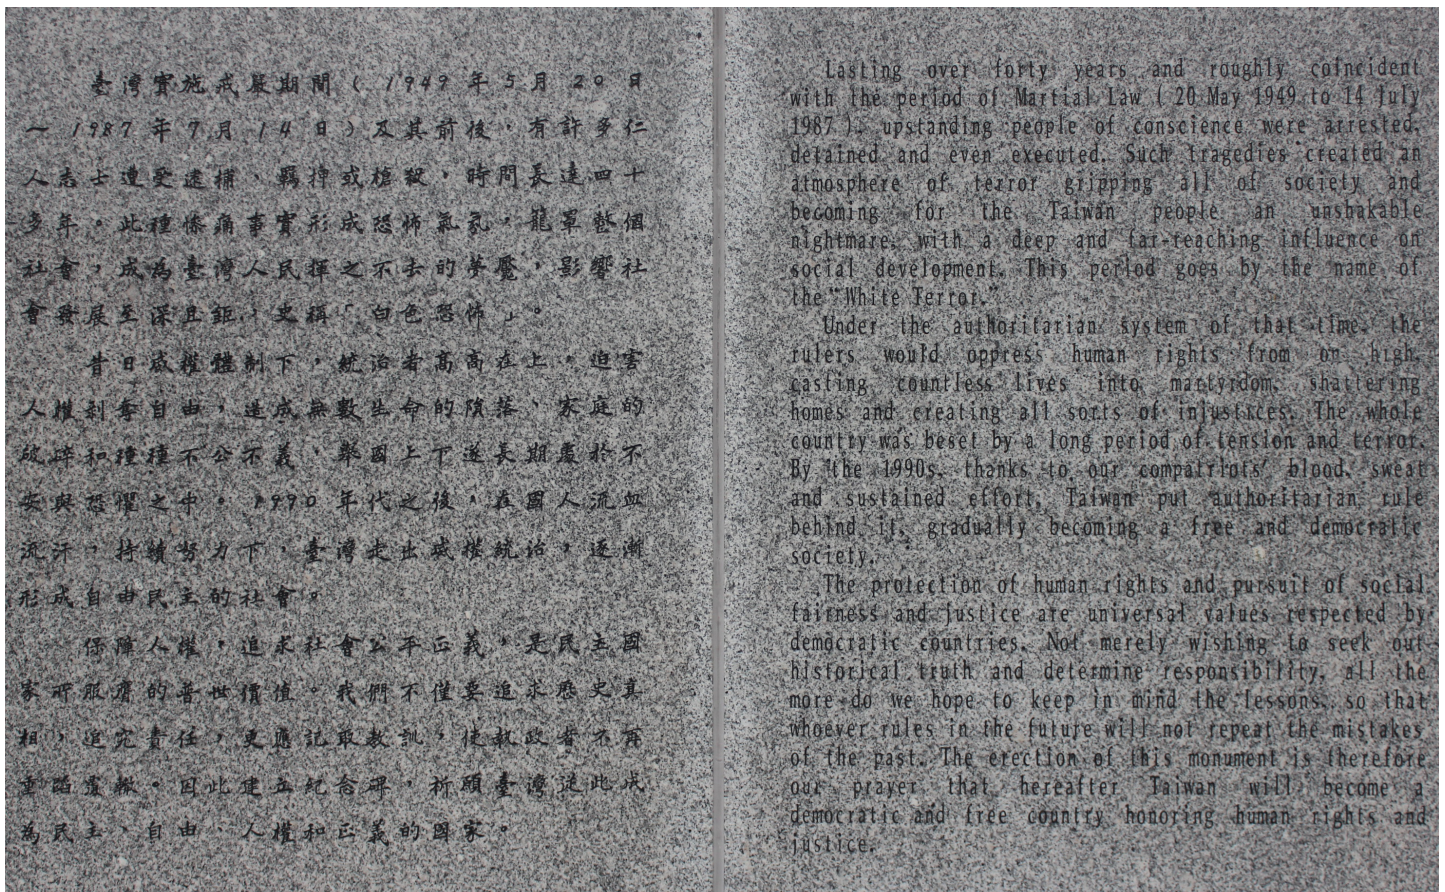 臺灣實施戒嚴期間(1949年5月20日
～1987年7月14日)及其前後,有許多仁
人志士遭受逮捕、羈押或槍殺,時間長達四十
多年。此種慘痛事實形成恐怖氣氛,籠罩整個
社會,成為臺灣人民揮之不去的夢魘,影響社
會發展至深且鉅,史稱「白色恐怖」。
昔日威權體制下,統治者高高在上,迫害
人權剝奪自由,造成無數生命的隕落、家庭的
破碎和種種不公不義,舉國上下遂長期處於不
安與恐懼之中。1990年代之後,在國人流血
流汗,持續努力下,臺灣走出威權統治,逐漸
形成自由民主的社會。
保障人權,追求社會公平正義,是民主國
家所服膺的普世價值。我們不僅要追求歷史真
相,追究責任,更應記取教訓,使執政者不再
重蹈覆轍。因此建立紀念碑,祈願臺灣從此成
為民主、自由、人權和正義的國家。
Lasting over forty years and roughly coincident
with the period of Martial Law ( 20 May 1949 to 14 July
1987 ), upstanding people of conscience were arrested,
detained and even executed. Such tragedies created an
atmosphere of terror gripping all of society and
becoming for the Taiwan people an unshakable
nightmare, with a deep and far-reaching influence on
social development. This period goes by the name of
the "White Terror."
Under the authoritarian system of that time, the
rulers would oppress human rights from on high,
casting countless lives into martyrdom, shattering
homes and creating all sorts of injustices. The whole
country was beset by a long period of tension and terror.
By the 1990s, thanks to our compatriots' blood, sweat
and sustained effort, Taiwan put authoritarian rule
behind it, gradually becoming a free and democratic
society.
The protection of human rights and pursuit of social
fairness and justice are universal values respected by
democratic countries. Not merely wishing to seek out
historical truth and determine responsibility, all the
more do we hope to keep in mind the lessons, so that
whoever rules in the future will not repeat the mistakes
of the past. The erection of this monument is therefore
our prayer that hereafter Taiwan will become a
democratic and free country honoring human rights and
justice.